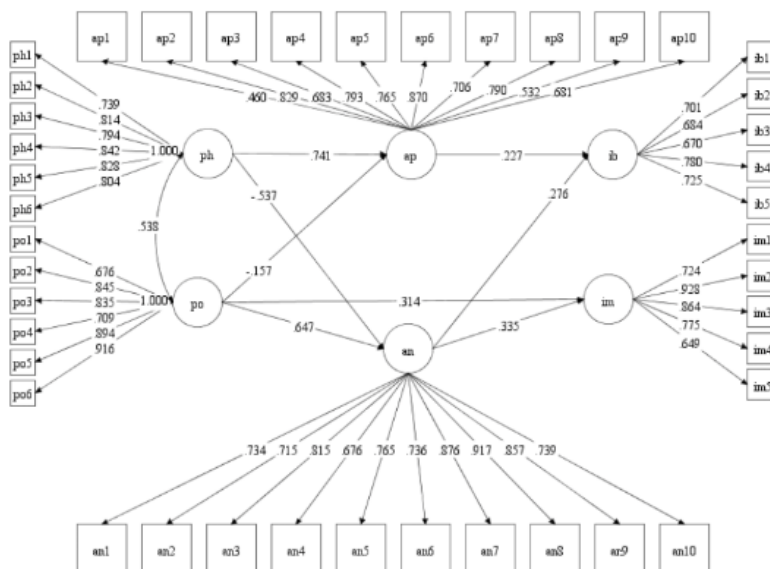 ap1 ap2 ap3 ap4 ap5 ap6 ap7 ap8 ap9 ap10
.460 .829 .683 .793 .765 .870 .706 .790 .532 .681
ph1
ph2
ph3
ph4
ph5
ph6
.739
.814
.794
.842
.828
.804
1.000
ph
.741
ap
.227
ib
.701
.684
.670
.780
.725
ib1
ib2
ib3
ib4
ib5
.538
-.537
-.157
.276
po1
po2
po3
po4
po5
po6
.676
.845
.835
.709
.894
.916
1.000
po
.314
.647
an
.335
im
.724
.928
.864
.775
.649
im1
im2
im3
im4
im5
.734 .715 .815 .676 .765 .736 .876 .917 .857 .739
an1 an2 an3 an4 an5 an6 an7 an8 ar9 an10